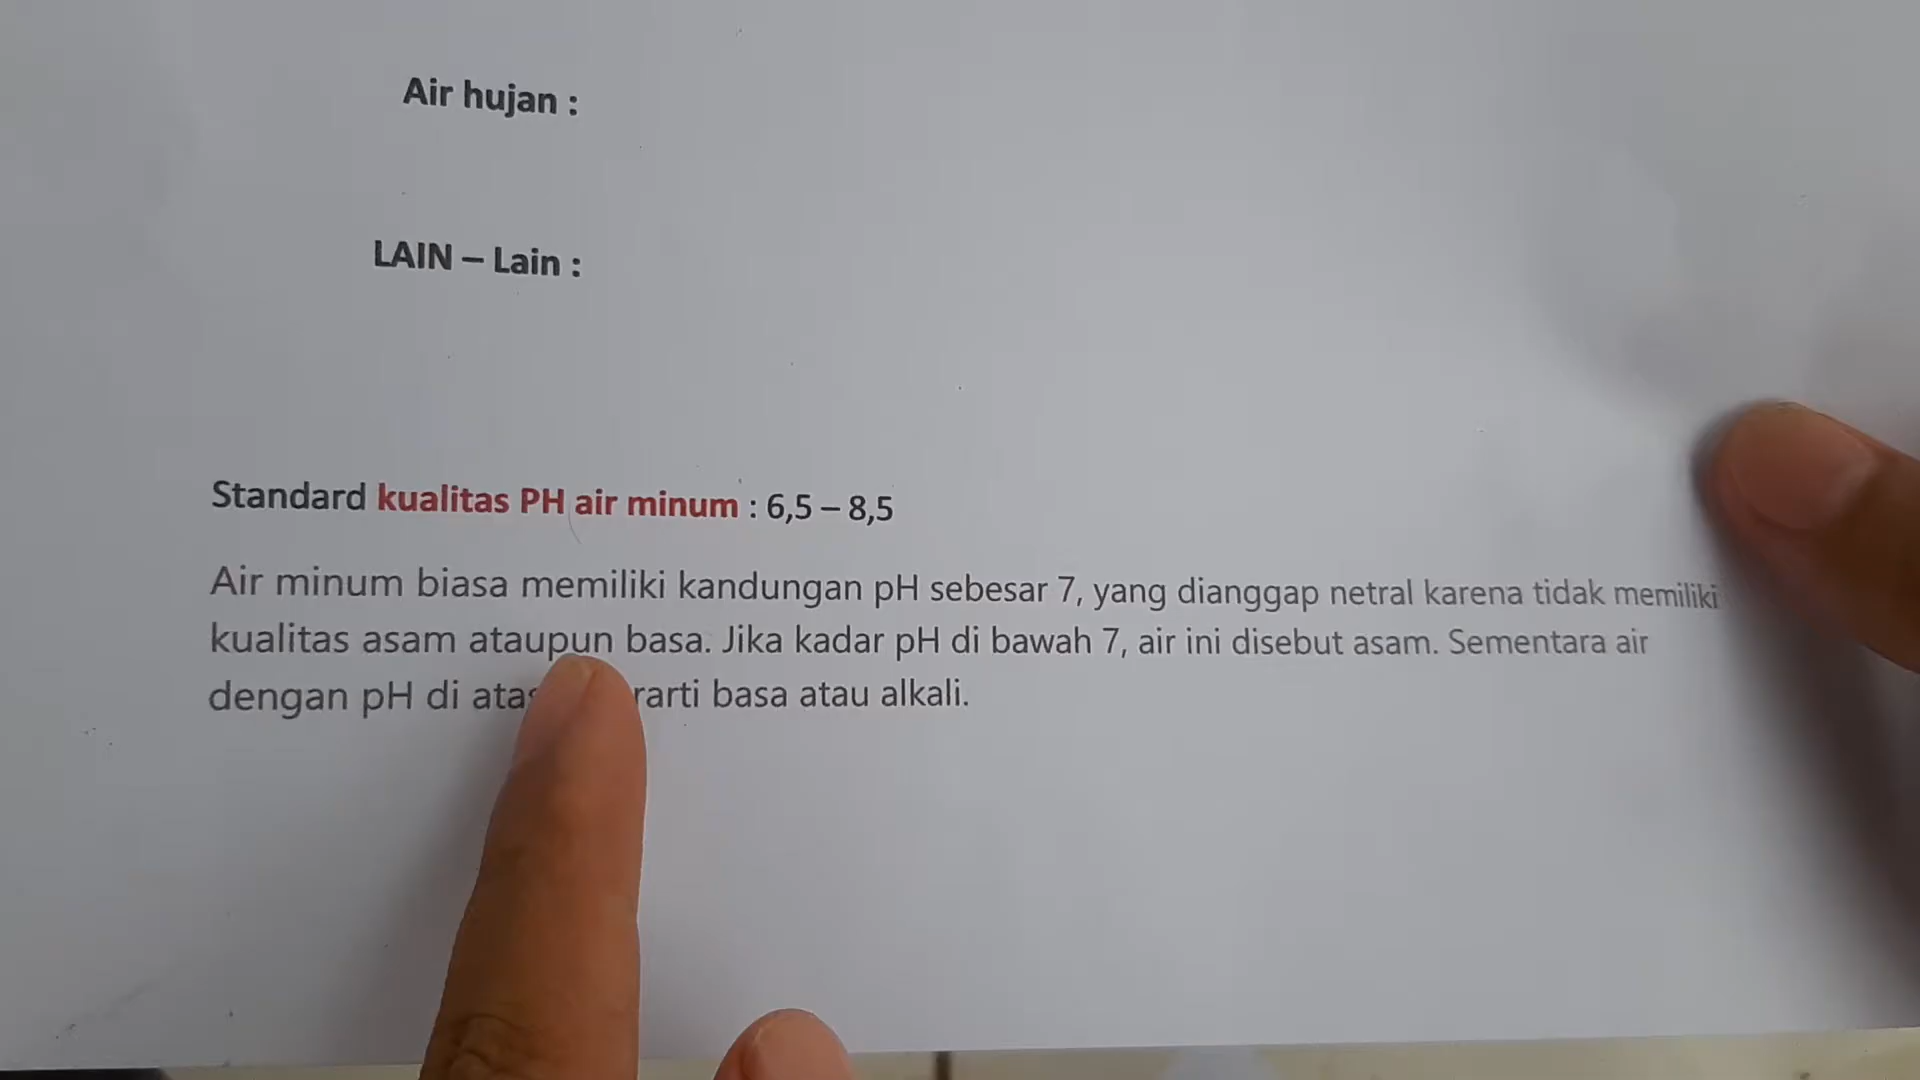 Air hujan :
LAIN – Lain :
Standard kualitas PH air minum : 6,5 – 8,5
Air minum biasa memiliki kandungan pH sebesar 7, yang dianggap netral karena tidak memiliki
kualitas asam ataupun basa. Jika kadar pH di bawah 7, air ini disebut asam. Sementara air
dengan pH di basa atau alkali.